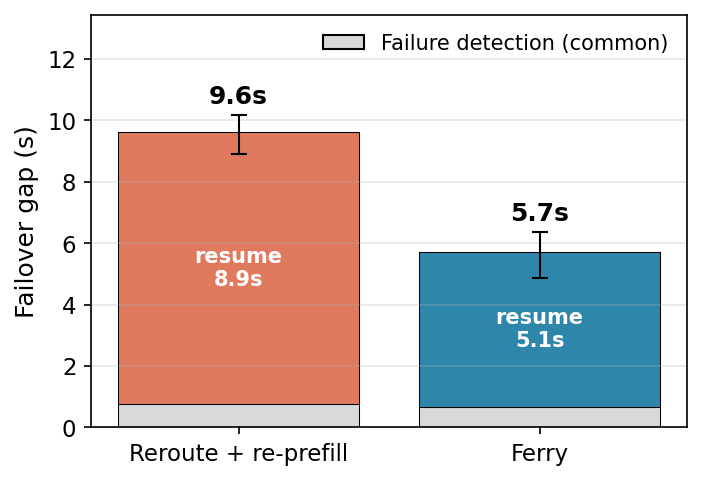 Failover gap (s)
12
10
8
6
4
2
0
Failure detection (common)
9.6s
resume
8.9s
5.7s
resume
5.1s
Reroute + re-prefill
Ferry